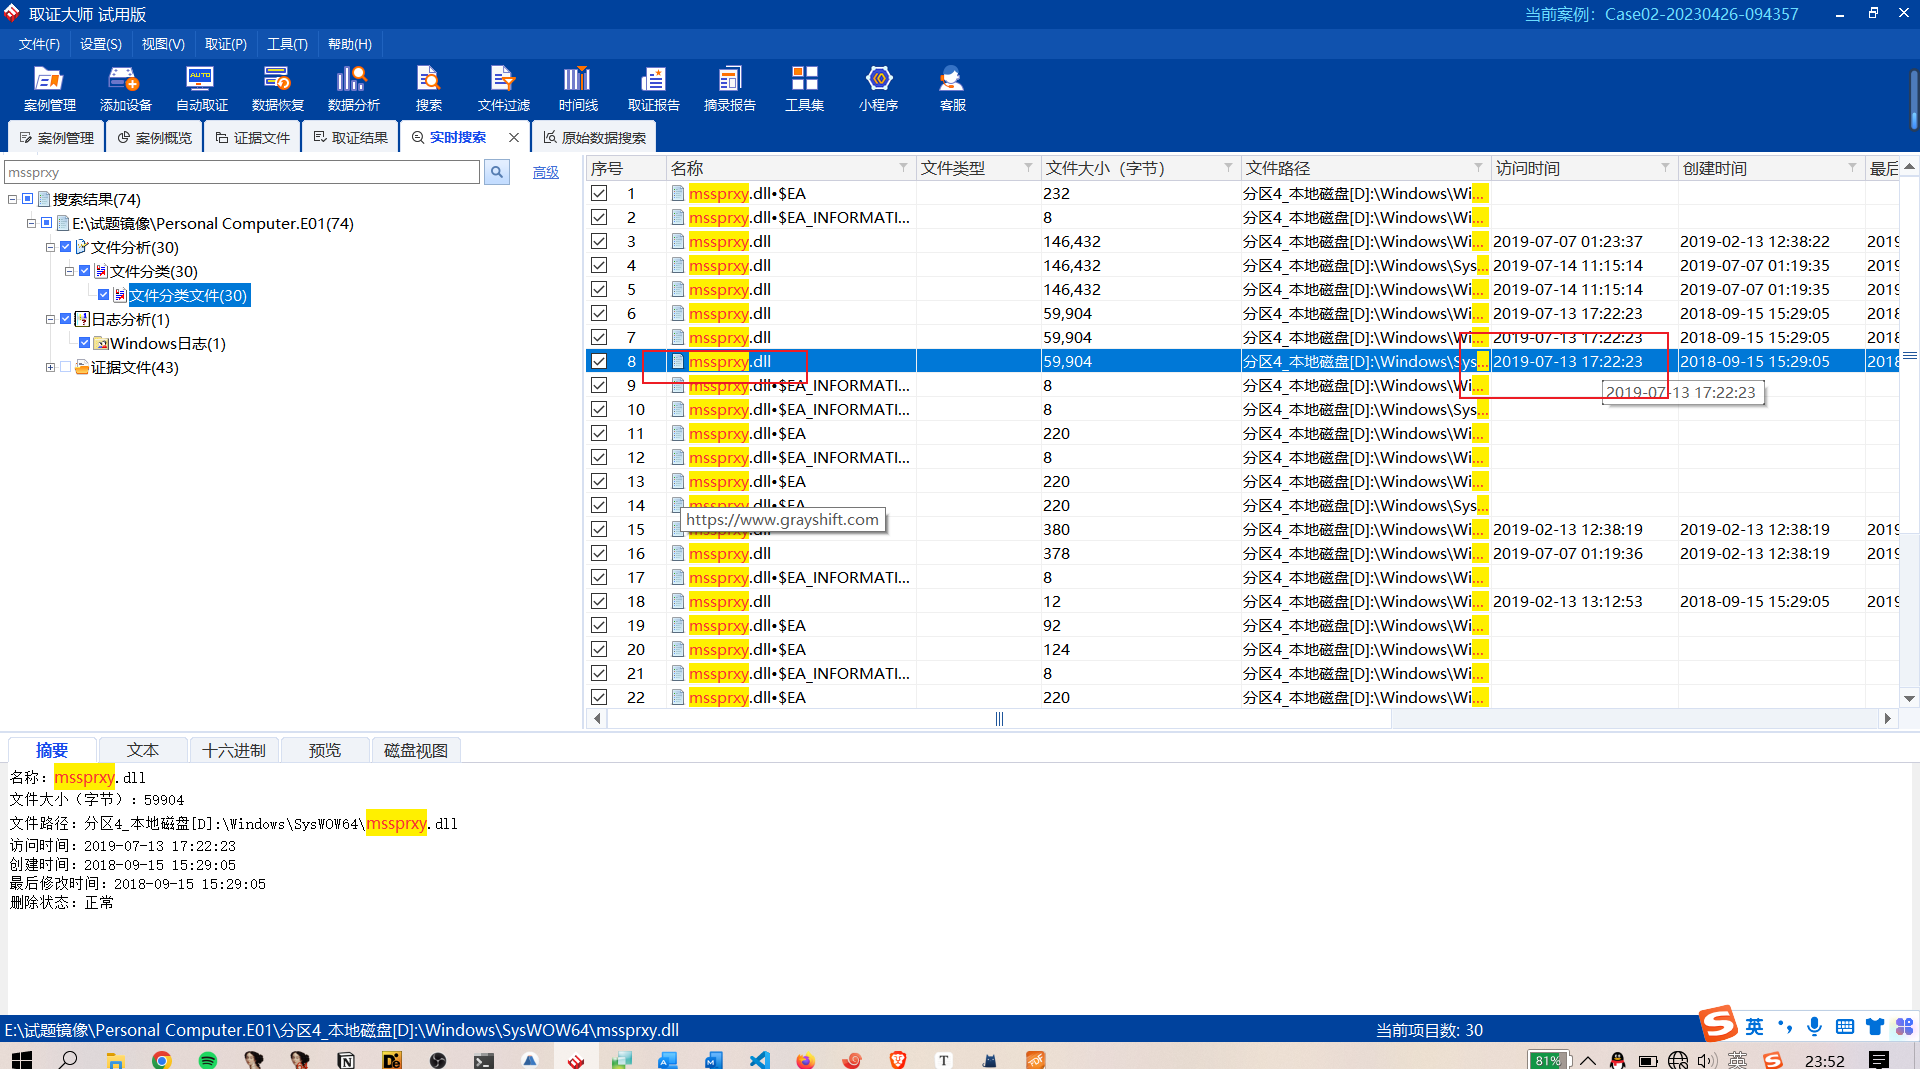 取证大师 试用版
当前案例： Case02-20230426-094357
文件(F) 设置(S) 视图(V) 取证(P) 工具(T) 帮助(H)
案例管理 添加设备 自动取证 数据恢复 数据分析 搜索 文件过滤 时间线 取证报告 摘录报告 工具集 小程序 客服
案例管理 案例概览 证据文件 取证结果 实时搜索 原始数据搜索
mssprxy 高级
搜索结果(74)
E:\试题镜像\Personal Computer.E01(74)
文件分析(30)
文件分类(30)
文件分类文件(30)
日志分析(1)
Windows日志(1)
证据文件(43)
序号 名称 文件类型 文件大小（字节） 文件路径 访问时间 创建时间 最后
1 mssprxy.dll•$EA 232 分区4_本地磁盘[D]:\Windows\Wi...
2 mssprxy.dll•$EA_INFORMATI... 8 分区4_本地磁盘[D]:\Windows\Wi...
3 mssprxy.dll 146,432 分区4_本地磁盘[D]:\Windows\Wi... 2019-07-07 01:23:37 2019-02-13 12:38:22 2019
4 mssprxy.dll 146,432 分区4_本地磁盘[D]:\Windows\Sys... 2019-07-14 11:15:14 2019-07-07 01:19:35 2019
5 mssprxy.dll 146,432 分区4_本地磁盘[D]:\Windows\Wi... 2019-07-14 11:15:14 2019-07-07 01:19:35 2019
6 mssprxy.dll 59,904 分区4_本地磁盘[D]:\Windows\Wi... 2019-07-13 17:22:23 2018-09-15 15:29:05 2018
7 mssprxy.dll 59,904 分区4_本地磁盘[D]:\Windows\Wi... 2019-07-13 17:22:23 2018-09-15 15:29:05 2018
8 mssprxy.dll 59,904 分区4_本地磁盘[D]:\Windows\Sys... 2019-07-13 17:22:23 2018-09-15 15:29:05 2018
9 mssprxy.dll•$EA_INFORMATI... 8 分区4_本地磁盘[D]:\Windows\Wi...
2019-07-13 17:22:23
10 mssprxy.dll•$EA_INFORMATI... 8 分区4_本地磁盘[D]:\Windows\Sys...
11 mssprxy.dll•$EA 220 分区4_本地磁盘[D]:\Windows\Wi...
12 mssprxy.dll•$EA_INFORMATI... 8 分区4_本地磁盘[D]:\Windows\Wi...
13 mssprxy.dll•$EA 220 分区4_本地磁盘[D]:\Windows\Wi...
14 mssprxy.dll•$EA 220 分区4_本地磁盘[D]:\Windows\Sys...
https://www.grayshift.com
15 mssprxy.dll 380 分区4_本地磁盘[D]:\Windows\Wi... 2019-02-13 12:38:19 2019-02-13 12:38:19 2019
16 mssprxy.dll 378 分区4_本地磁盘[D]:\Windows\Wi... 2019-07-07 01:19:36 2019-02-13 12:38:19 2019
17 mssprxy.dll•$EA_INFORMATI... 8 分区4_本地磁盘[D]:\Windows\Wi...
18 mssprxy.dll 12 分区4_本地磁盘[D]:\Windows\Wi... 2019-02-13 13:12:53 2018-09-15 15:29:05 2019
19 mssprxy.dll•$EA 92 分区4_本地磁盘[D]:\Windows\Wi...
20 mssprxy.dll•$EA 124 分区4_本地磁盘[D]:\Windows\Wi...
21 mssprxy.dll•$EA_INFORMATI... 8 分区4_本地磁盘[D]:\Windows\Wi...
22 mssprxy.dll•$EA 220 分区4_本地磁盘[D]:\Windows\Wi...
摘要 文本 十六进制 预览 磁盘视图
名称：mssprxy.dll
文件大小（字节）：59904
文件路径：分区4_本地磁盘[D]:\Windows\SysWOW64\mssprxy.dll
访问时间：2019-07-13 17:22:23
创建时间：2018-09-15 15:29:05
最后修改时间：2018-09-15 15:29:05
删除状态：正常
E:\试题镜像\Personal Computer.E01\分区4_本地磁盘[D]:\Windows\SysWOW64\mssprxy.dll 当前项目数: 30 英
81% 英 23:52